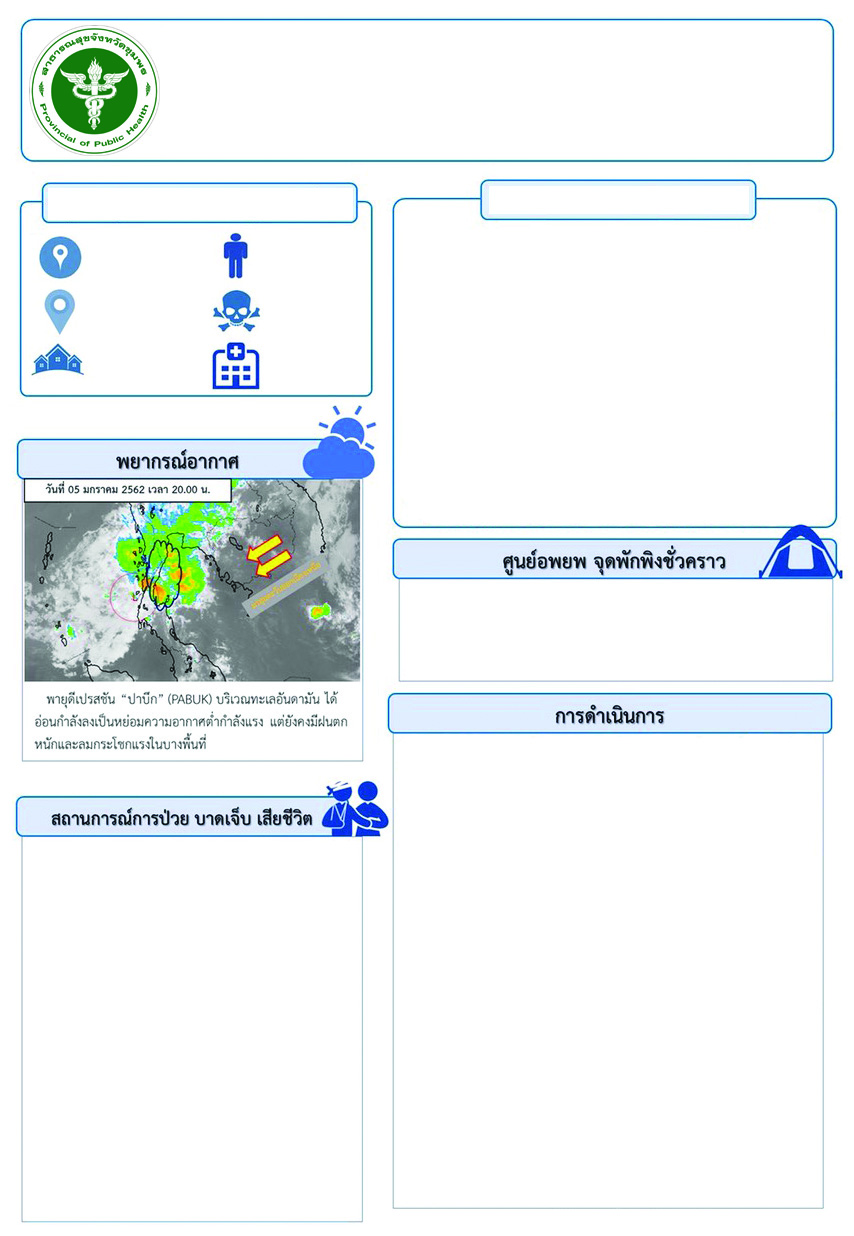 สาธารณสุขจังหวัดชุมพร
Provincial of Public Health
พยากรณ์อากาศ
วันที่ 05 มกราคม 2562 เวลา 20.00 น.
พายุดีเปรสชัน “ปาบึก” (PABUK) บริเวณทะเลอันดามัน ได้
อ่อนกำลังลงเป็นหย่อมความอากาศต่ำกำลังแรง แต่ยังคงมีฝนตก
หนักและลมกระโชกแรงในบางพื้นที่
สถานการณ์การป่วย บาดเจ็บ เสียชีวิต
ศูนย์อพยพ จุดพักพิงชั่วคราว
การดำเนินการ